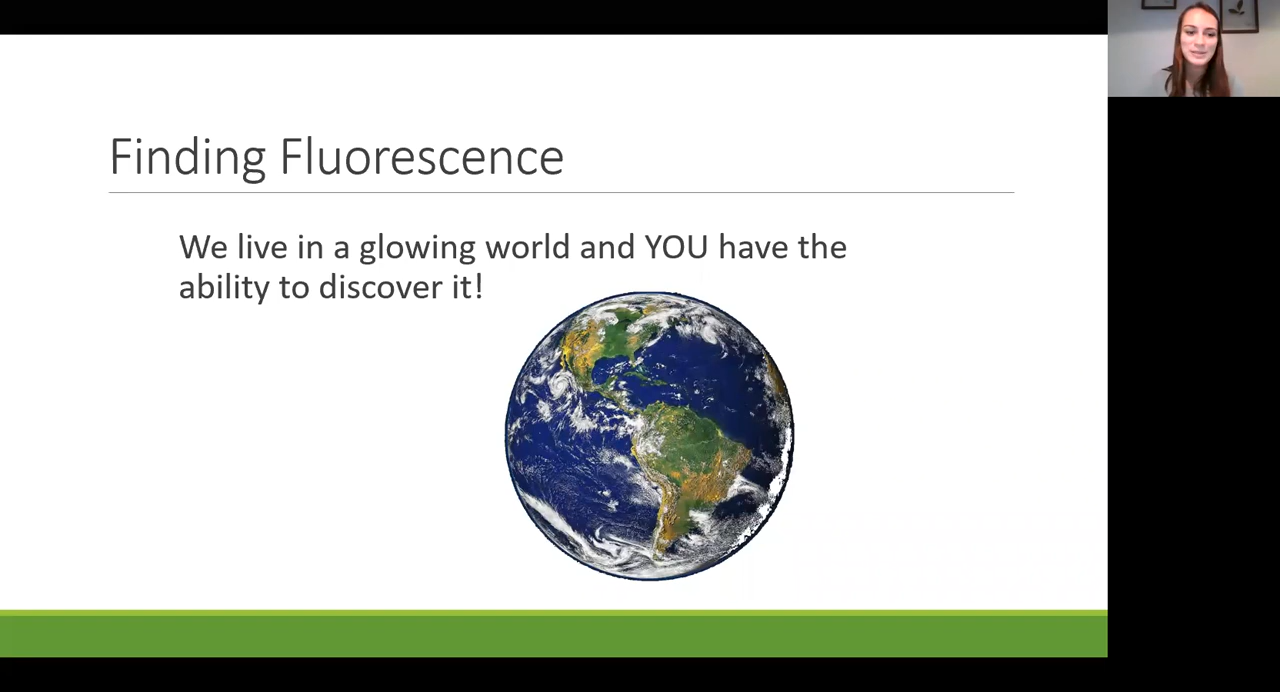 Finding Fluorescence
We live in a glowing world and YOU have the
ability to discover it!